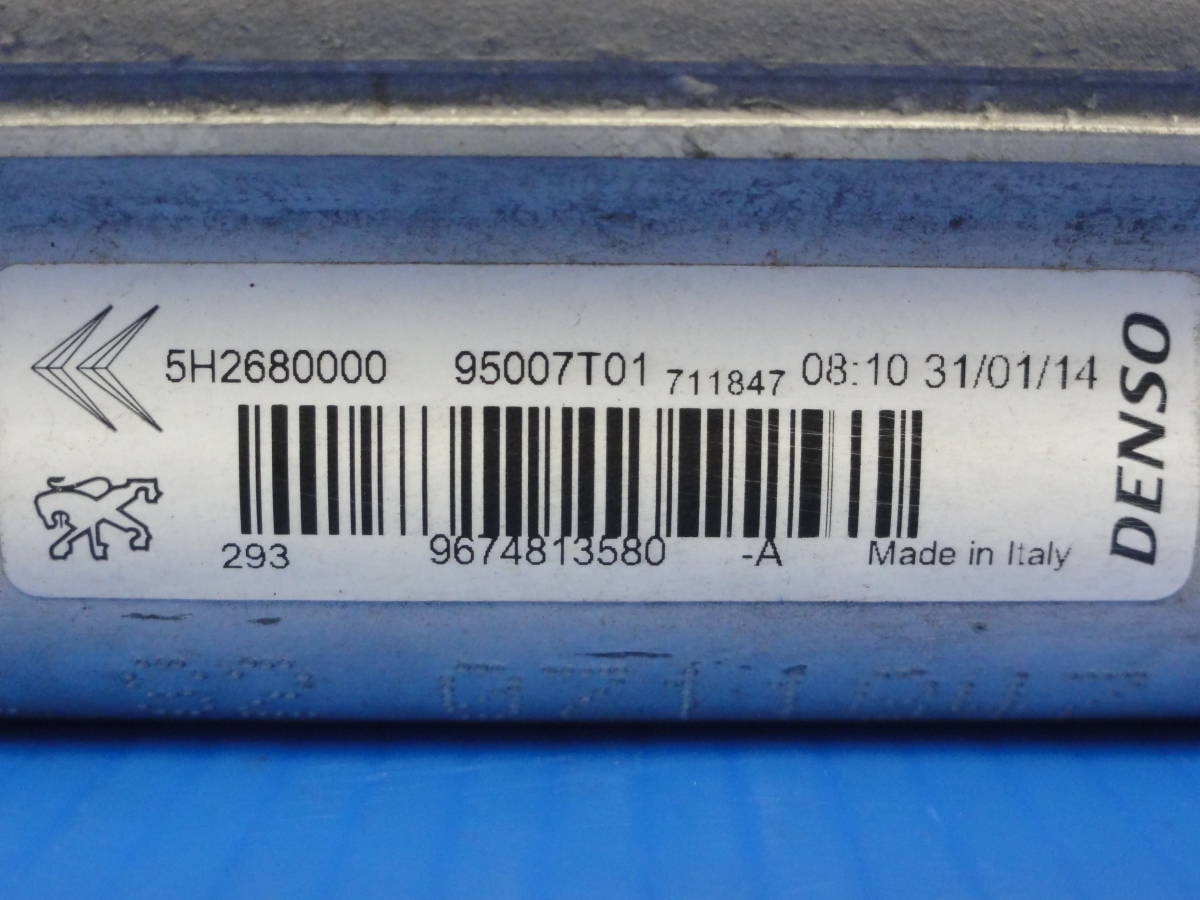 5H2680000 95007T01 711847 08:10 31/01/14
293 9674813580 -A Made in Italy
DENSO